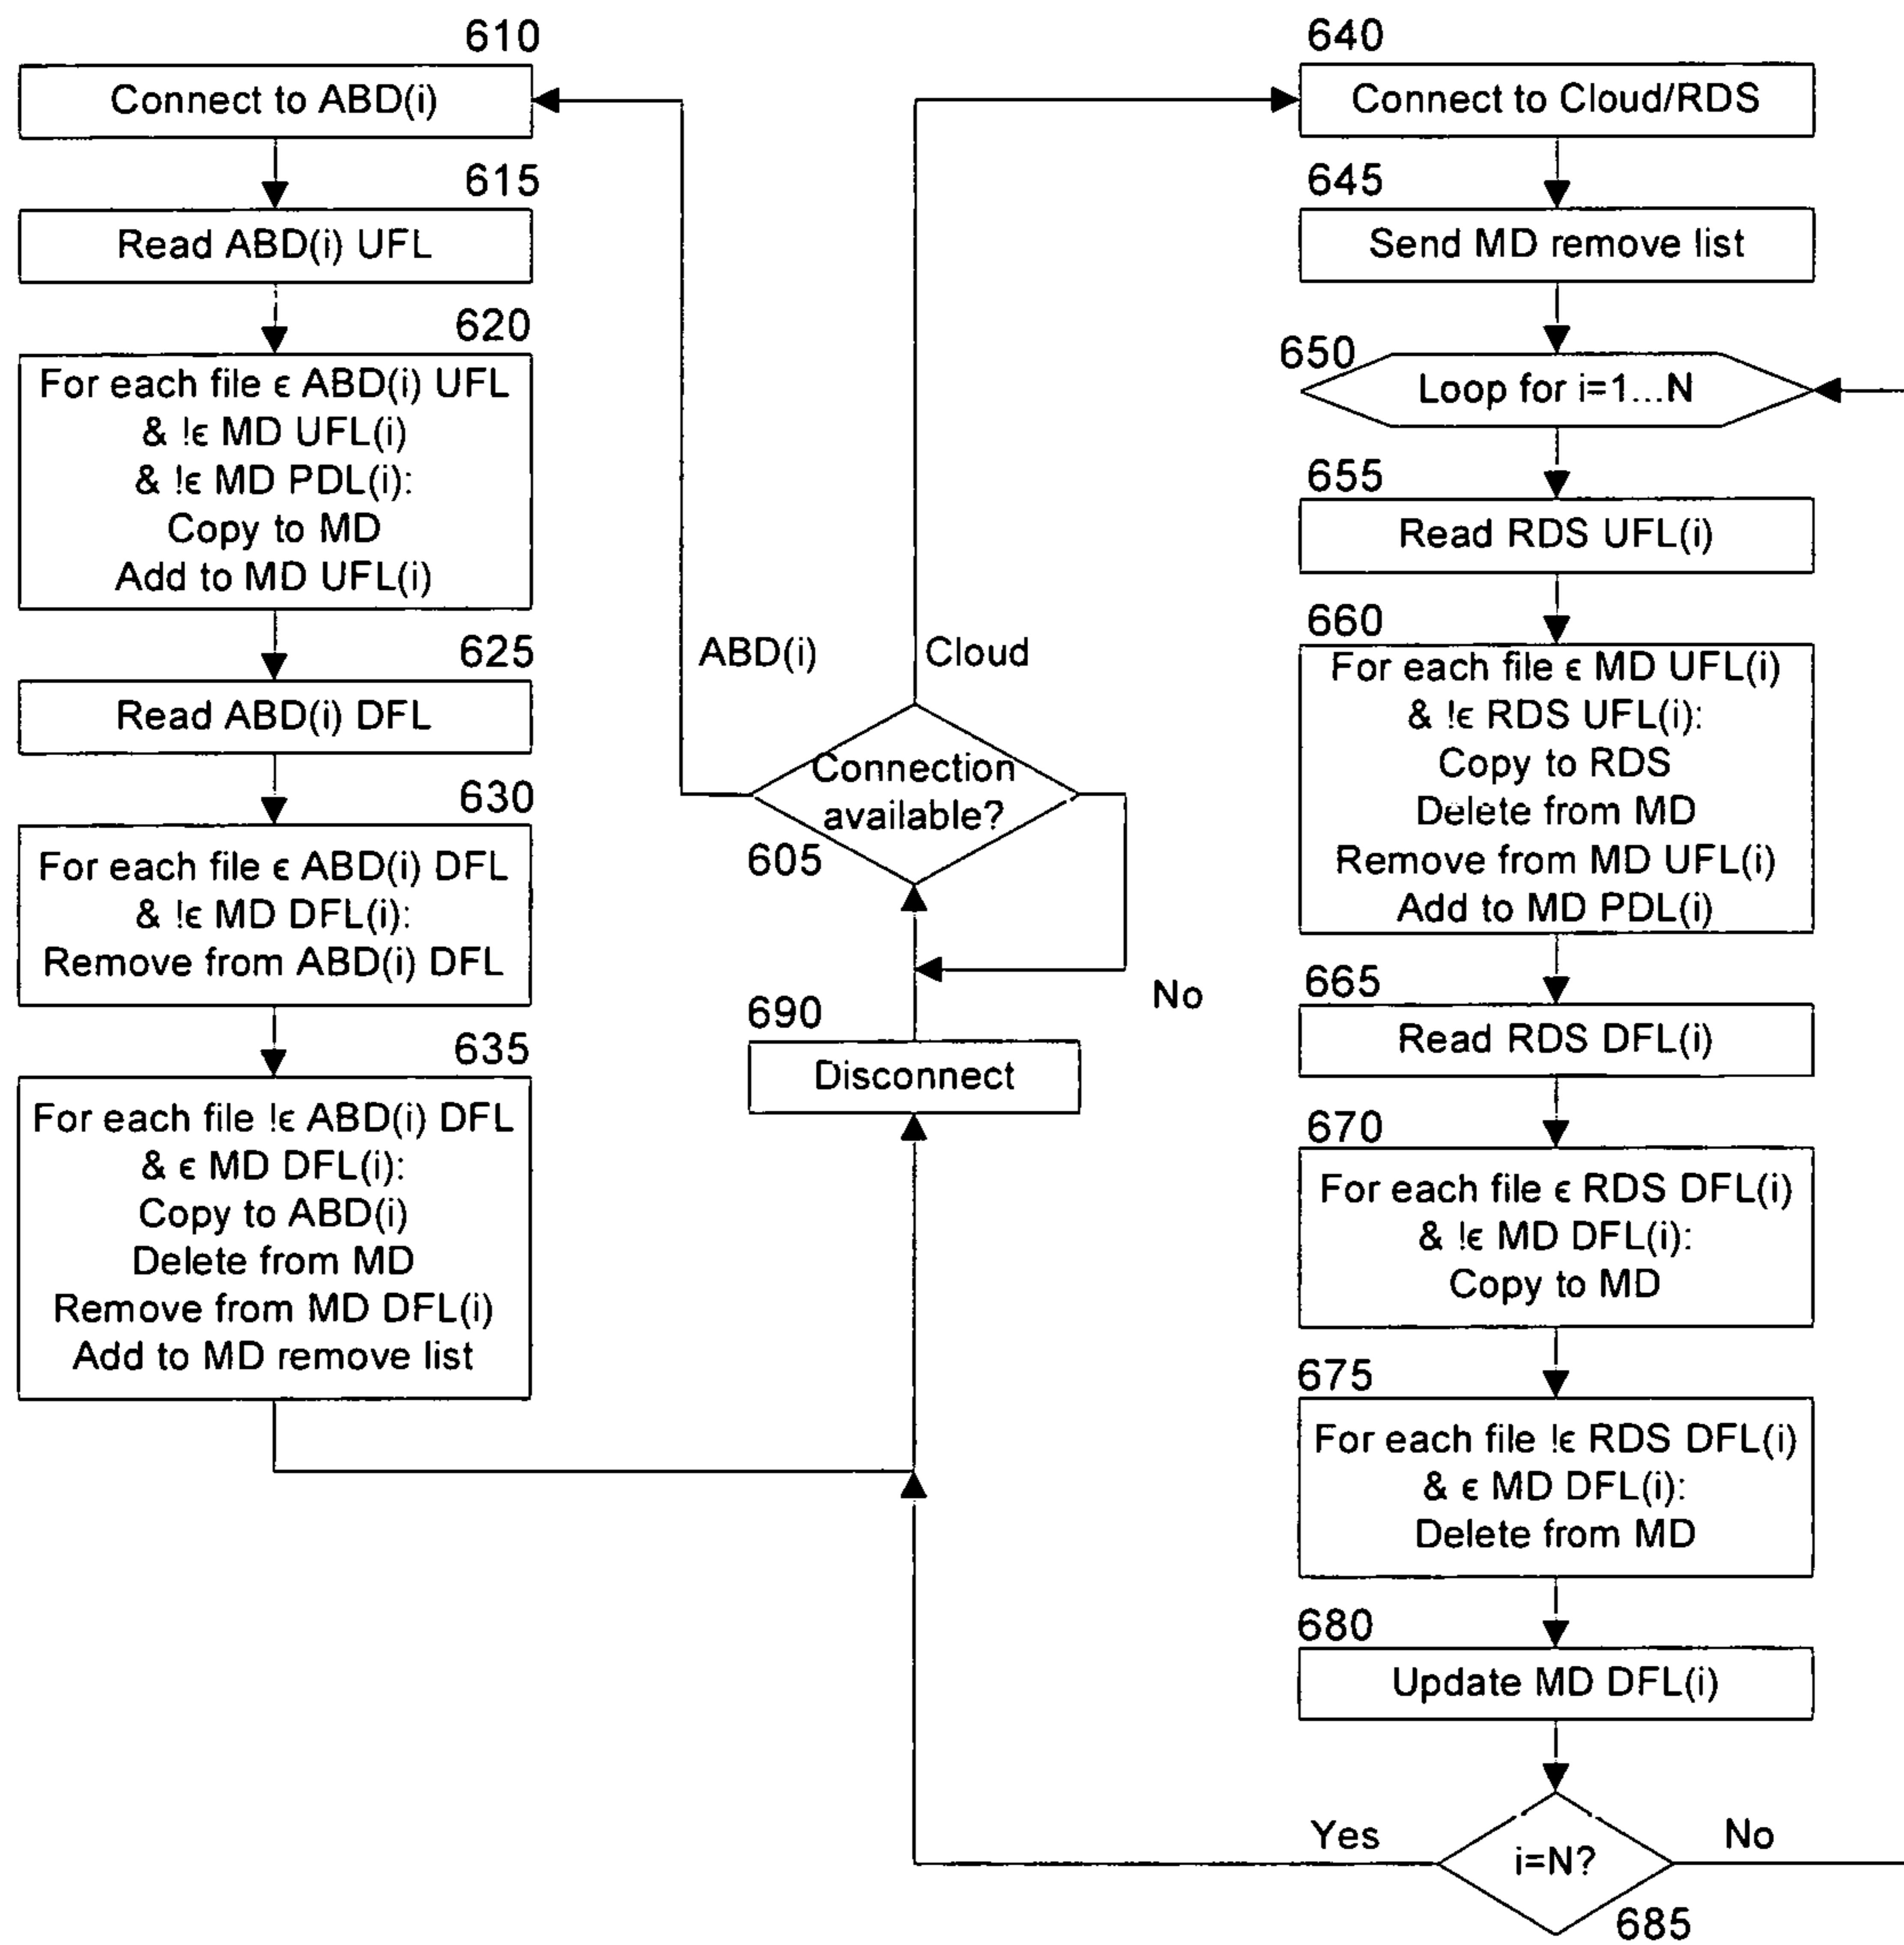 610
Connect to ABD(i)
615
Read ABD(i) UFL
620
For each file ϵ ABD(i) UFL
& !ϵ MD UFL(i)
& !ϵ MD PDL(i):
Copy to MD
Add to MD UFL(i)
625
Read ABD(i) DFL
630
For each file ϵ ABD(i) DFL
& !ϵ MD DFL(i):
Remove from ABD(i) DFL
635
For each file !ϵ ABD(i) DFL
& ϵ MD DFL(i):
Copy to ABD(i)
Delete from MD
Remove from MD DFL(i)
Add to MD remove list
ABD(i)
Cloud
Connection
available?
605
No
690
Disconnect
640
Connect to Cloud/RDS
645
Send MD remove list
650
Loop for i=1...N
655
Read RDS UFL(i)
660
For each file ϵ MD UFL(i)
& !ϵ RDS UFL(i):
Copy to RDS
Delete from MD
Remove from MD UFL(i)
Add to MD PDL(i)
665
Read RDS DFL(i)
670
For each file ϵ RDS DFL(i)
& !ϵ MD DFL(i):
Copy to MD
675
For each file !ϵ RDS DFL(i)
& ϵ MD DFL(i):
Delete from MD
680
Update MD DFL(i)
Yes
i=N?
No
685